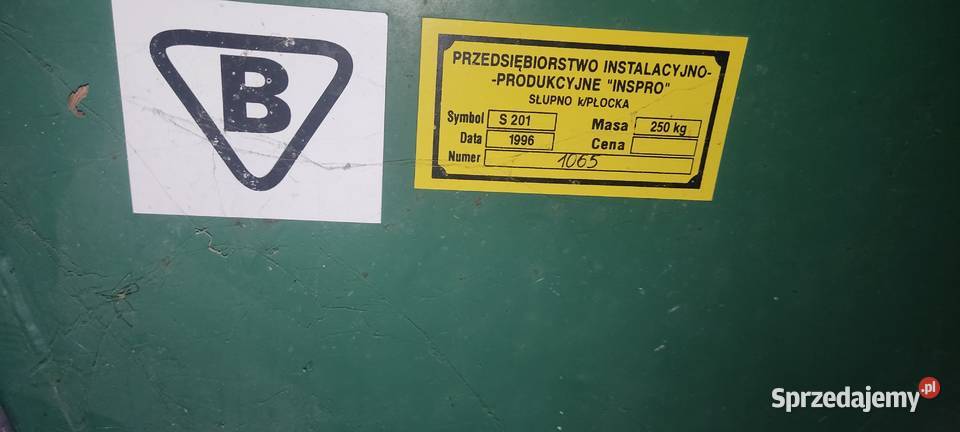 B
PRZEDSIĘBIORSTWO INSTALACYJNO-
-PRODUKCYJNE "INSPRO"
SŁUPNO k/PŁOCKA
Symbol S 201 Masa 250 kg
Data 1996 Cena
Numer 1065
Sprzedajemy.pl